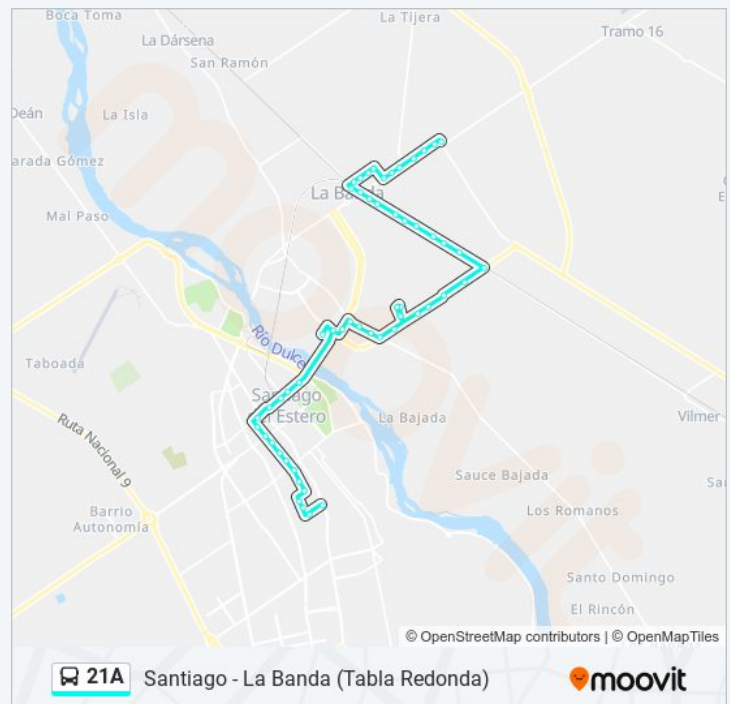 Boca Toma
La Tijera
La Dársena
Tramo 16
San Ramón
Deán
La Isla
arada Gómez
La Banda
Mal Paso
Río Dulce
Taboada
Santiago
del Estero
La Bajada
Vilmer
Ruta Nacional 9
Sauce Bajada
Barrio
Autonomía
Los Romanos
Santo Domingo
El Rincón
moovit
© OpenStreetMap contributors | © OpenMapTiles
21A Santiago - La Banda (Tabla Redonda)
moovit